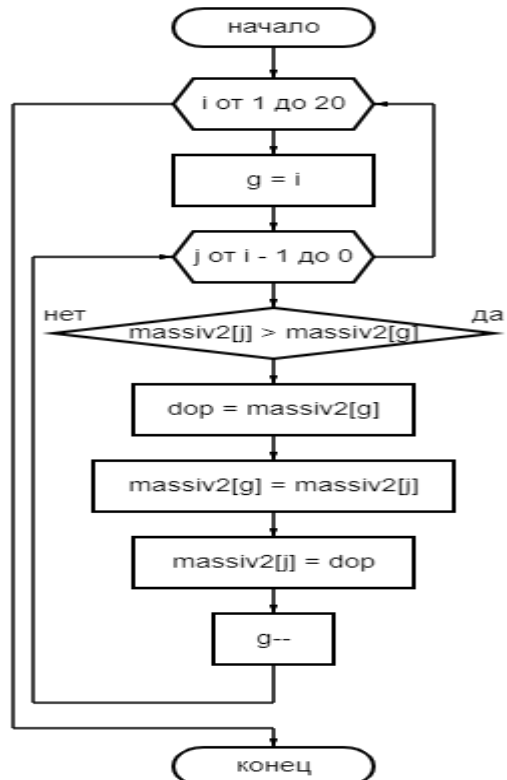 начало
i от 1 до 20
g = i
j от i - 1 до 0
нет
да
massiv2[j] > massiv2[g]
dop = massiv2[g]
massiv2[g] = massiv2[j]
massiv2[j] = dop
g--
конец